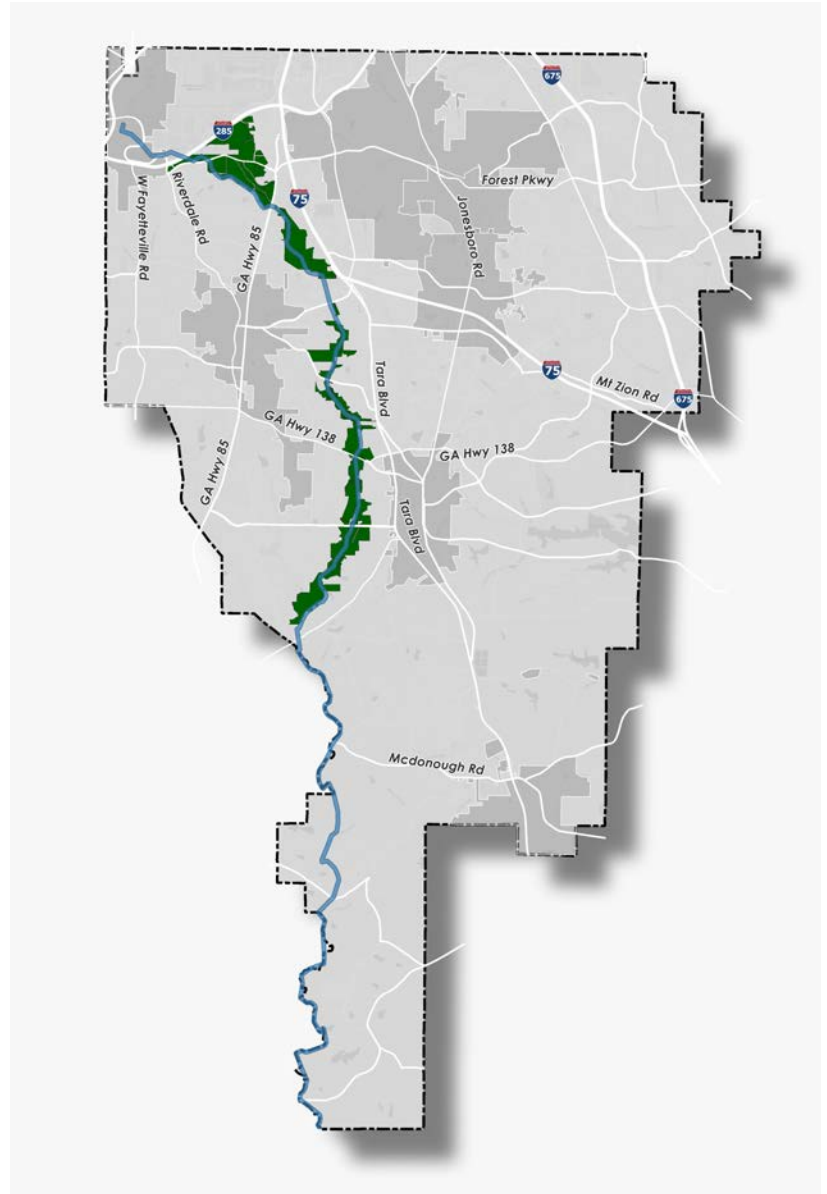 675
285
Forest Pkwy
75
W Fayetteville Rd
Riverdale Rd
GA Hwy 85
Jonesboro Rd
75
Mt Zion Rd
675
Tara Blvd
GA Hwy 138
GA Hwy 138
GA Hwy 85
Tara Blvd
Mcdonough Rd